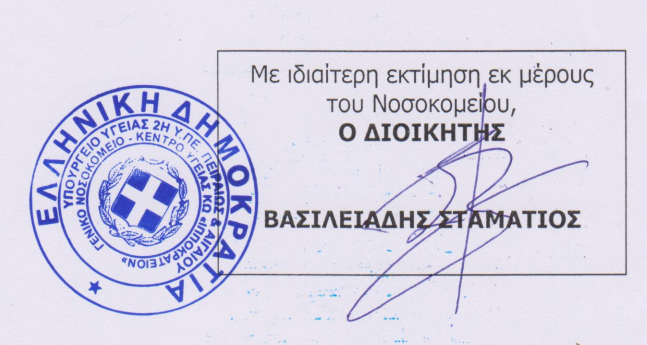 Με ιδιαίτερη εκτίμηση εκ μέρους
του Νοσοκομείου,
Ο ΔΙΟΙΚΗΤΗΣ
ΒΑΣΙΛΕΙΑΔΗΣ ΣΤΑΜΑΤΙΟΣ
ΕΛΛΗΝΙΚΗ ΔΗΜΟΚΡΑΤΙΑ
ΥΠΟΥΡΓΕΙΟ ΥΓΕΙΑΣ 2Η Υ.ΠΕ. ΠΕΙΡΑΙΩΣ & ΑΙΓΑΙΟΥ
ΓΕΝΙΚΟ ΝΟΣΟΚΟΜΕΙΟ - ΚΕΝΤΡΟ ΥΓΕΙΑΣ ΚΩ «ΙΠΠΟΚΡΑΤΕΙΟΝ»